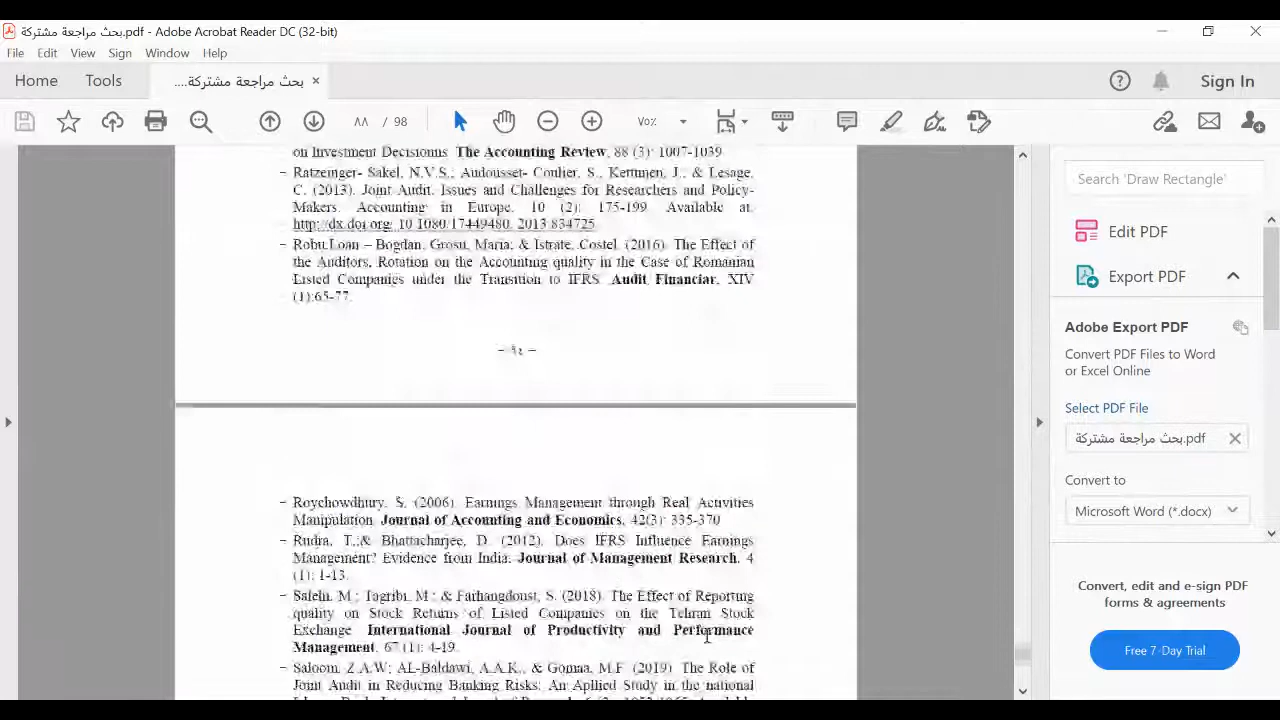 بحث مراجعة مشتركة.pdf - Adobe Acrobat Reader DC (32-bit)
File Edit View Sign Window Help
Home Tools بحث مراجعة مشتركة.... × Sign In
٨٨ / 98 ٧٥%
on Investment Decisions. The Accounting Review, 88 (3): 1007-1039
– Ratzenger- Sakel, N.V.S.; Audousset- Coulier, S., Kettunen, J., & Lesage,
C. (2013). Joint Audit. Issues and Challenges for Researchers and Policy-
Makers. Accounting in Europe. 10 (2): 175-199. Available at.
http://dx.doi.org: 10.1080.17449480. 2013.834725.
– Robu.Loan – Bogdan, Grosu, Maria; & Istrate, Costel. (2016). The Effect of
the Auditors, Rotation on the Accounting quality in the Case of Romanian
Listed Companies under the Transition to IFRS. Audit Financiar, XIV
(1):65-77.
– ٩٤ –
– Roychowdhury, S. (2006). Earnings Management through Real Activities
Manipulation. Journal of Accounting and Economics, 42(3): 335-370
– Rudra, T.;& Bhattacharjee, D. (2012). Does IFRS Influence Earnings
Management? Evidence from India. Journal of Management Research, 4
(1): 1-13.
– Salehi, M.; Tagribi, M.; & Farhangdoust, S. (2018). The Effect of Reporting
quality on Stock Returns of Listed Companies on the Tehran Stock
Exchange. International Journal of Productivity and Performance
Management. 67 (1): 4-19.
– Saloom, Z.A.W; AL-Baldawi, A.A.K., & Gomaa, M.F. (2019). The Role of
Joint Audit in Reducing Banking Risks: An Apllied Study in the national
Search 'Draw Rectangle'
Edit PDF
Export PDF
Adobe Export PDF
Convert PDF Files to Word
or Excel Online
Select PDF File
بحث مراجعة مشتركة.pdf
Convert to
Microsoft Word (*.docx)
Convert, edit and e-sign PDF
forms & agreements
Free 7-Day Trial